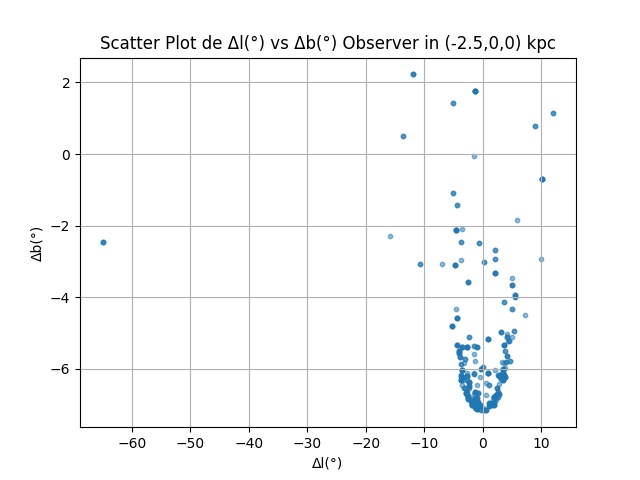 Scatter Plot de Δl(°) vs Δb(°) Observer in (-2.5,0,0) kpc
2
0
−2
−4
−6
Δb(°)
−60 −50 −40 −30 −20 −10 0 10
Δl(°)